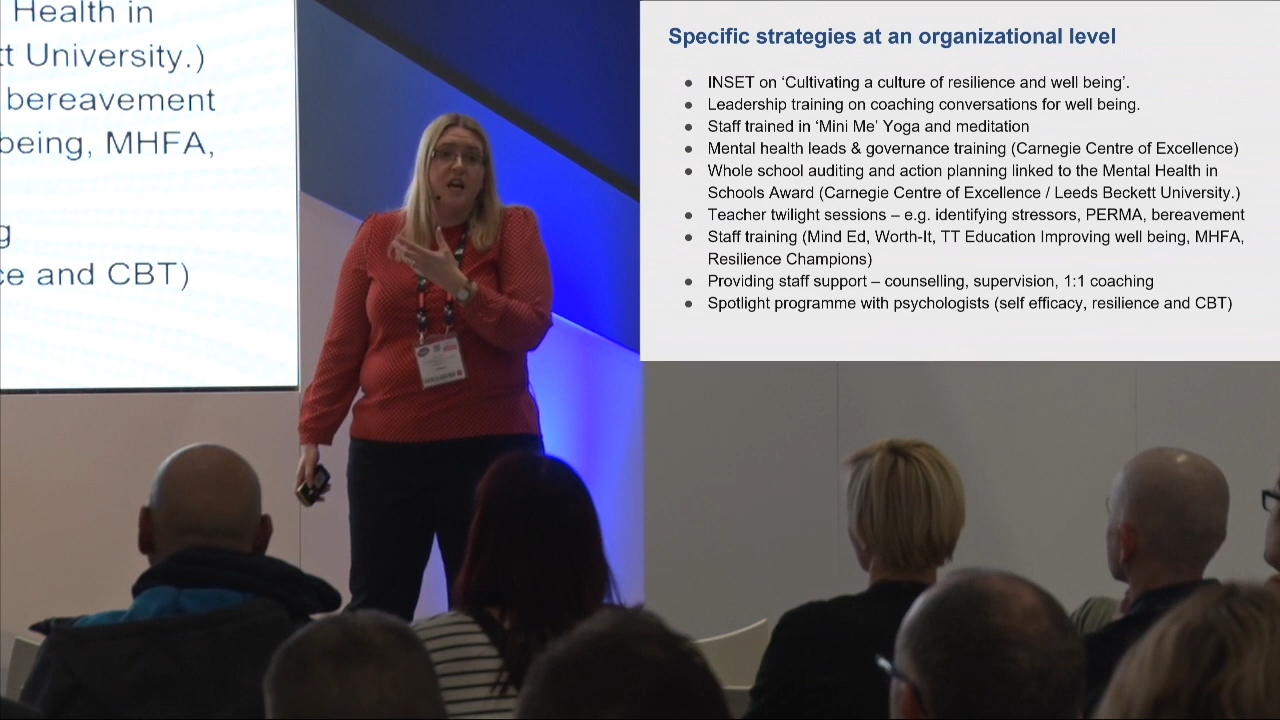 Health in
tt University.)
bereavement
being, MHFA,
g
ce and CBT)
Specific strategies at an organizational level
● INSET on ‘Cultivating a culture of resilience and well being’.
● Leadership training on coaching conversations for well being.
● Staff trained in ‘Mini Me’ Yoga and meditation
● Mental health leads & governance training (Carnegie Centre of Excellence)
● Whole school auditing and action planning linked to the Mental Health in
Schools Award (Carnegie Centre of Excellence / Leeds Beckett University.)
● Teacher twilight sessions – e.g. identifying stressors, PERMA, bereavement
● Staff training (Mind Ed, Worth-It, TT Education Improving well being, MHFA,
Resilience Champions)
● Providing staff support – counselling, supervision, 1:1 coaching
● Spotlight programme with psychologists (self efficacy, resilience and CBT)